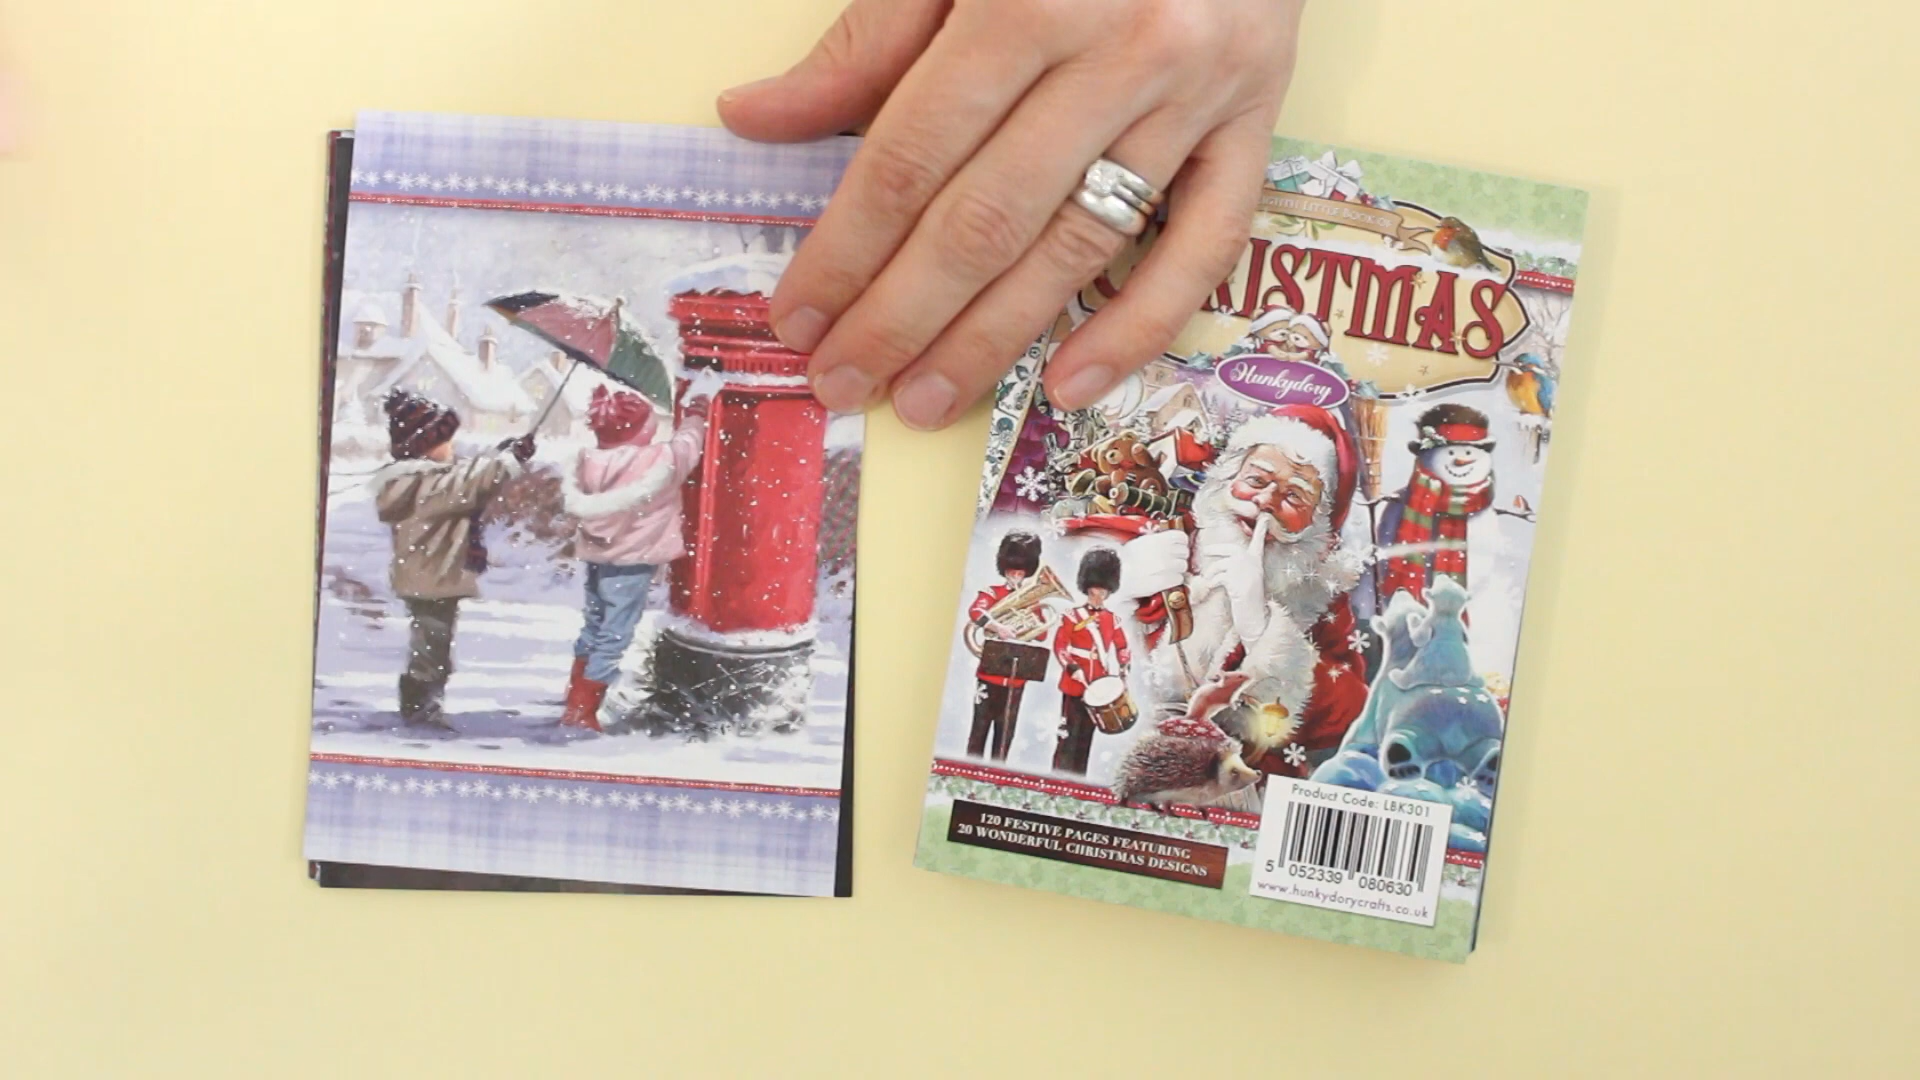 LITTLE BOOK OF
CHRISTMAS
Hunkydory
120 FESTIVE PAGES FEATURING
20 WONDERFUL CHRISTMAS DESIGNS
Product Code: LBK301
5 052339 080630
www.hunkydorycrafts.co.uk